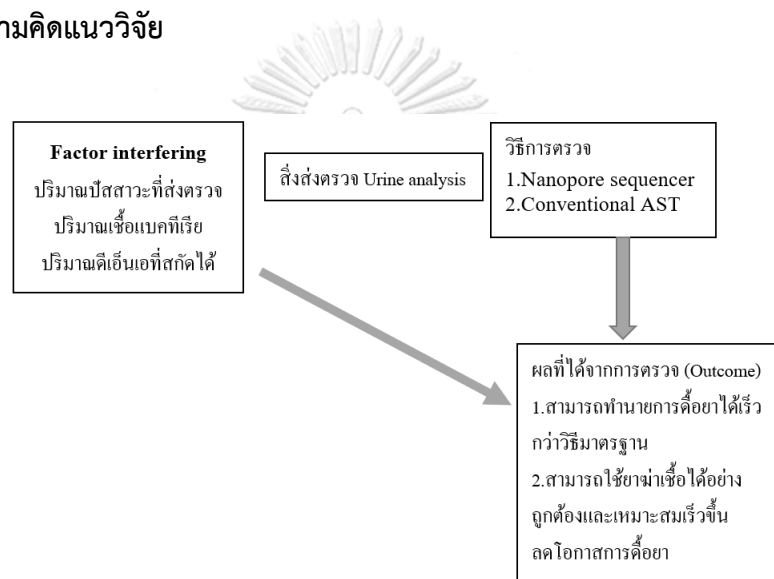 ามคิดแนววิจัย
Factor interfering
ปริมาณปัสสาวะที่ส่งตรวจ
ปริมาณเชื้อแบคทีเรีย
ปริมาณดีเอ็นเอที่สกัดได้
สิ่งส่งตรวจ Urine analysis
วิธีการตรวจ
1.Nanopore sequencer
2.Conventional AST
ผลที่ได้จากการตรวจ (Outcome)
1.สามารถทำนายการดื้อยาได้เร็ว
กว่าวิธีมาตรฐาน
2.สามารถใช้ยาฆ่าเชื้อได้อย่าง
ถูกต้องและเหมาะสมเร็วขึ้น
ลดโอกาสการดื้อยา